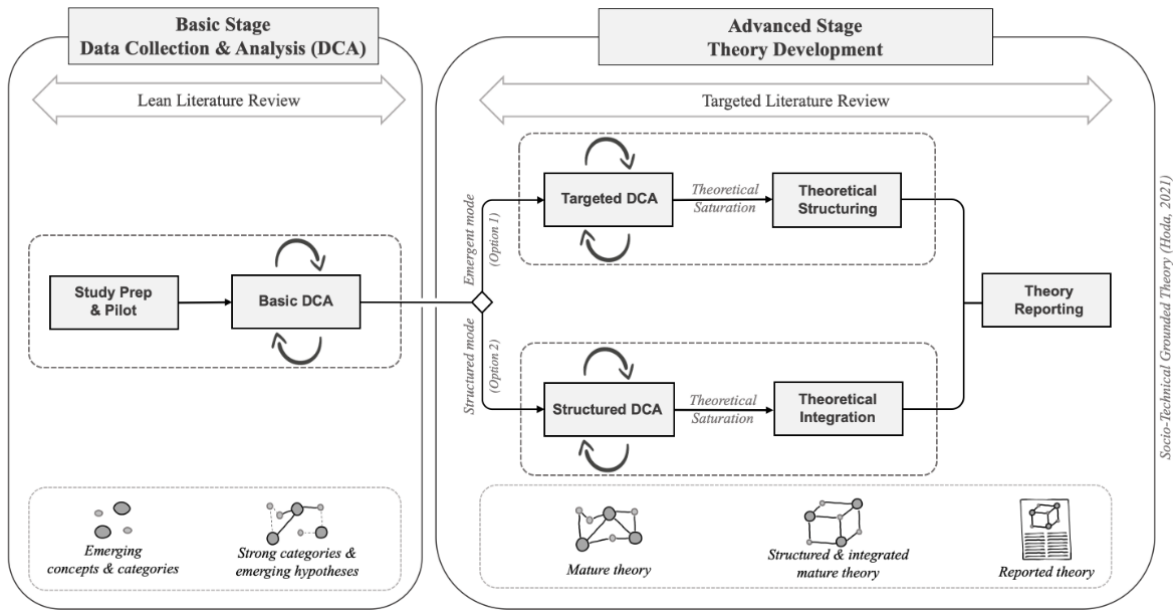 Basic Stage
Data Collection & Analysis (DCA)
Lean Literature Review
Study Prep
& Pilot
Basic DCA
Emerging
concepts & categories
Strong categories &
emerging hypotheses
Advanced Stage
Theory Development
Targeted Literature Review
Emergent mode
(Option 1)
Targeted DCA
Theoretical
Saturation
Theoretical
Structuring
Structured mode
(Option 2)
Structured DCA
Theoretical
Saturation
Theoretical
Integration
Theory
Reporting
Mature theory
Structured & integrated
mature theory
Reported theory
Socio-Technical Grounded Theory (Hoda, 2021)